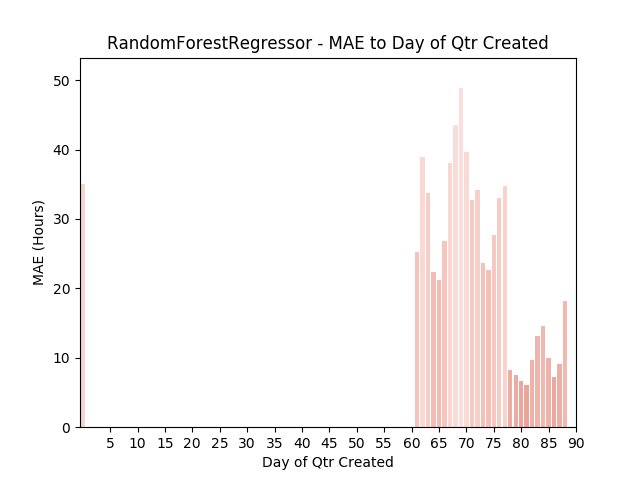 RandomForestRegressor - MAE to Day of Qtr Created
50
40
30
20
10
0
MAE (Hours)
5 10 15 20 25 30 35 40 45 50 55 60 65 70 75 80 85 90
Day of Qtr Created